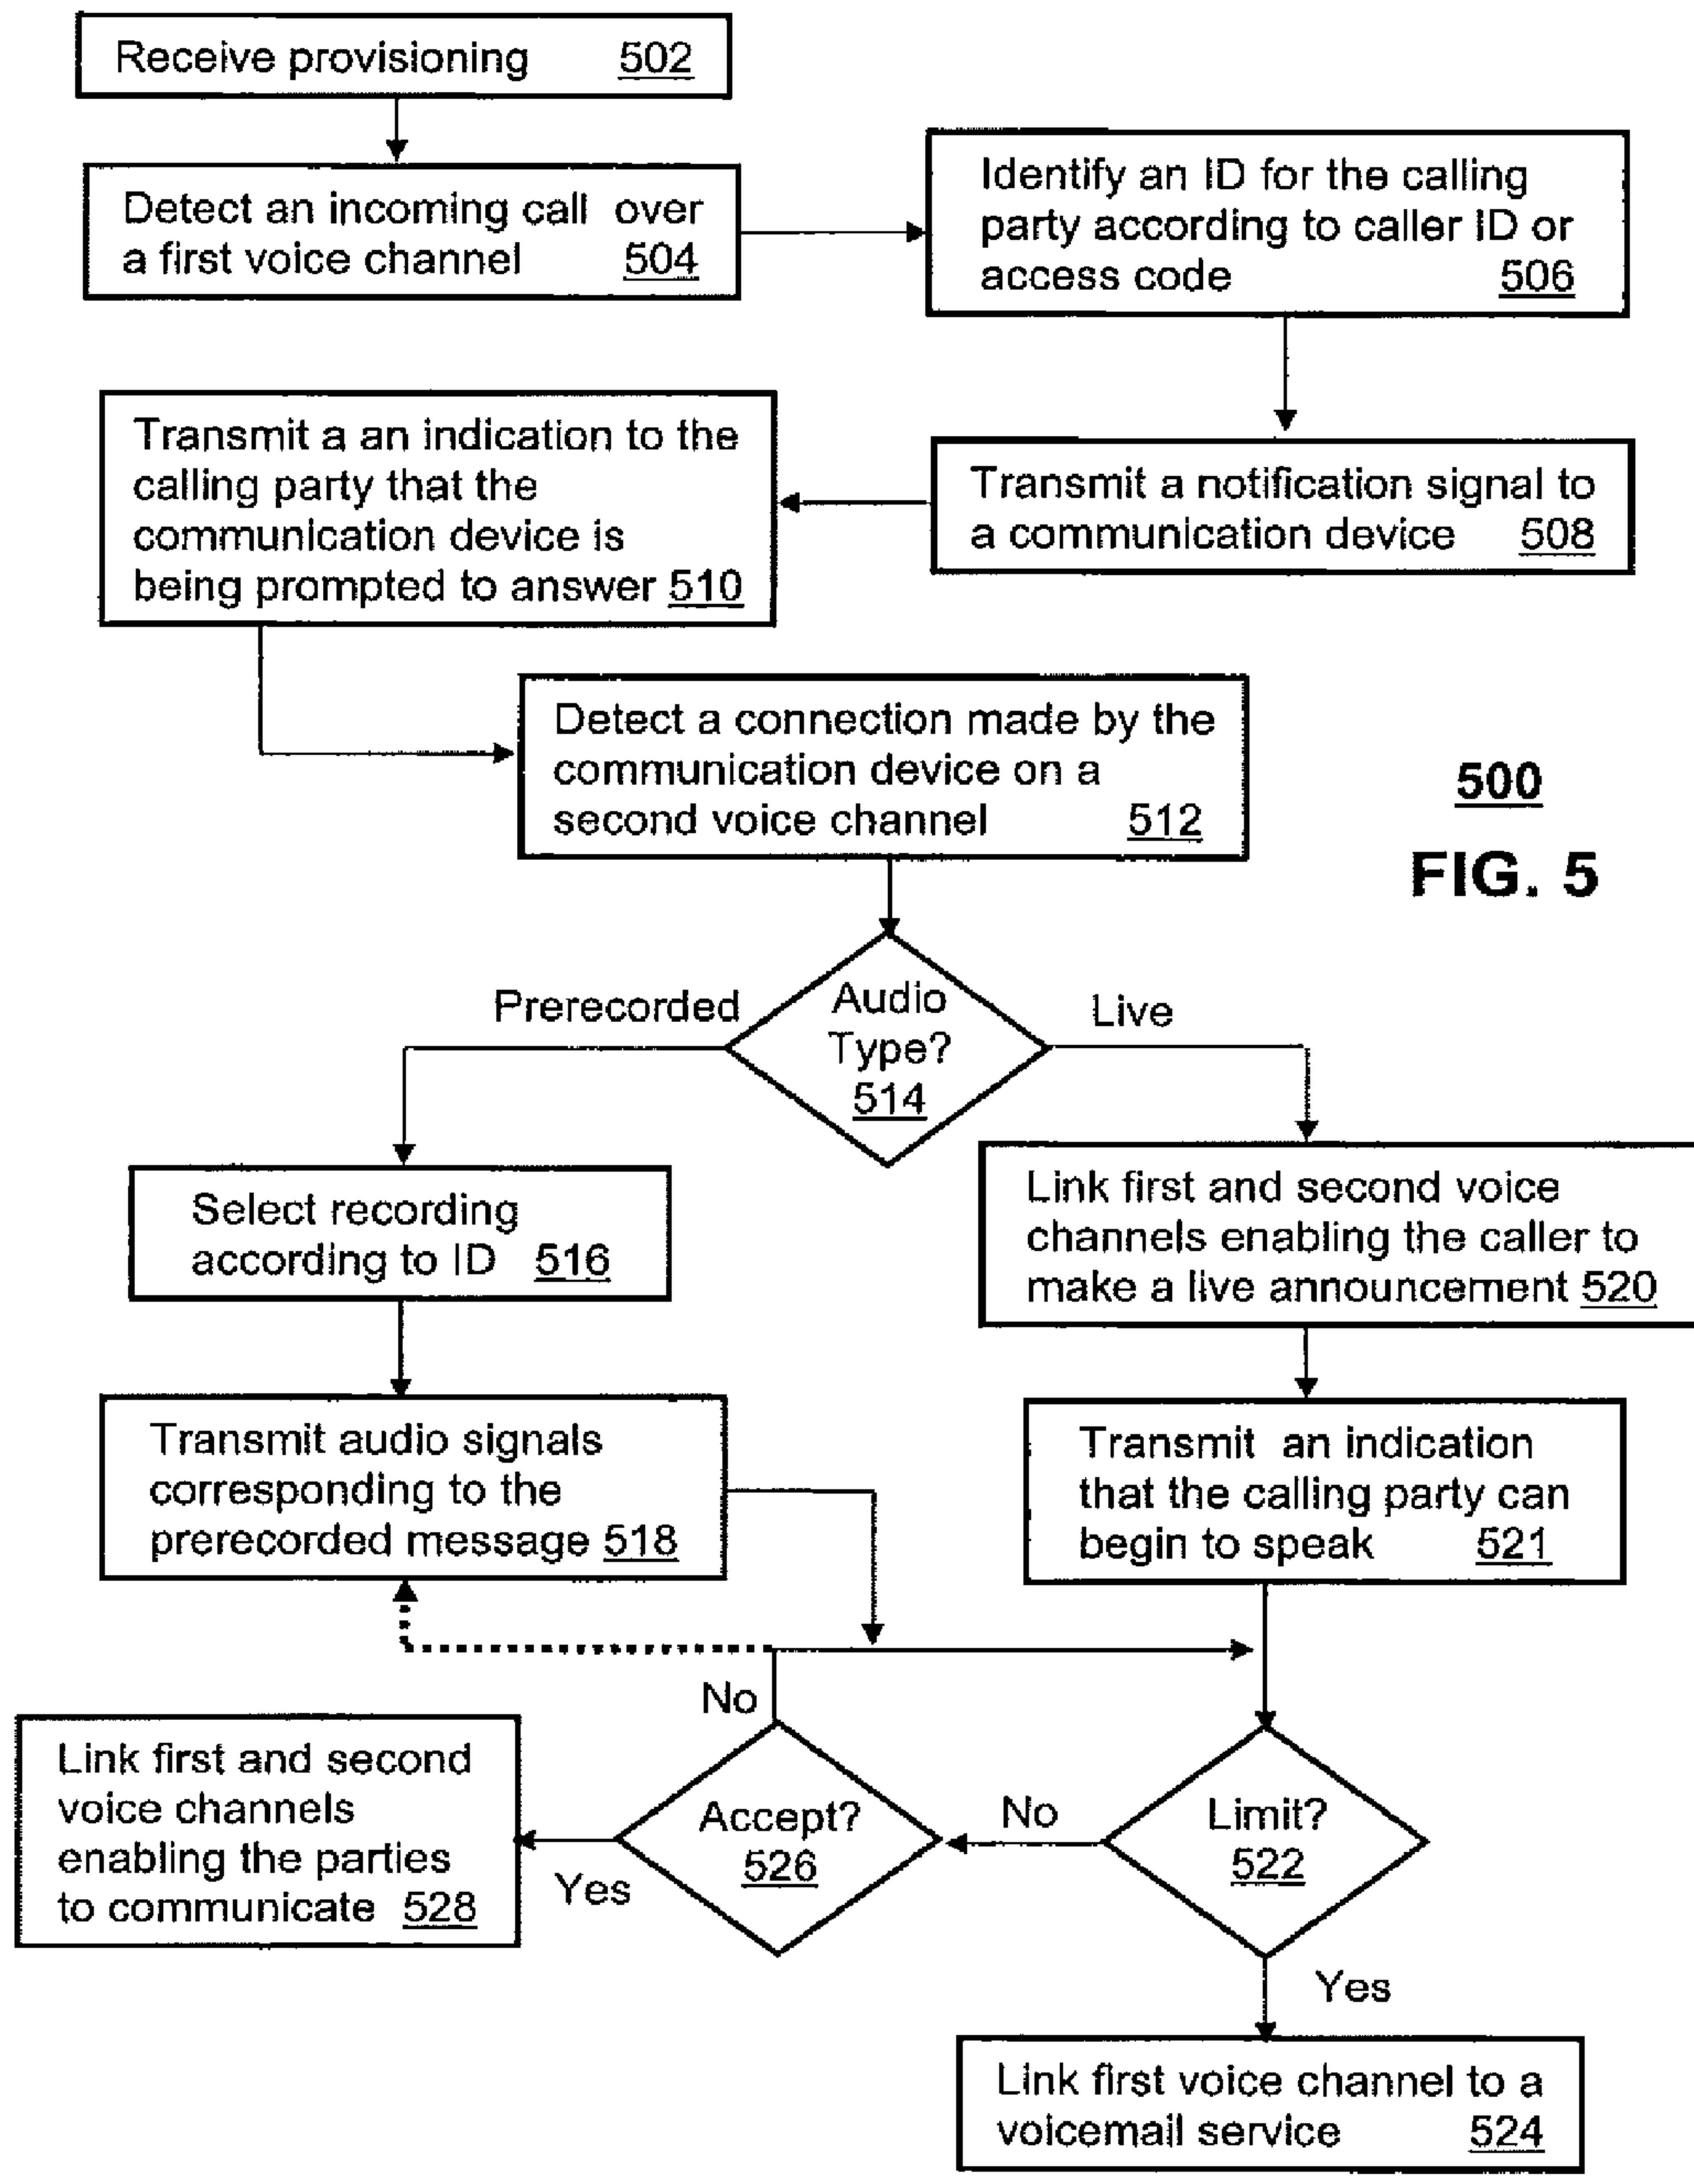 Receive provisioning 502
Detect an incoming call over
a first voice channel 504
Identify an ID for the calling
party according to caller ID or
access code 506
Transmit a notification signal to
a communication device 508
Transmit a an indication to the
calling party that the
communication device is
being prompted to answer 510
Detect a connection made by the
communication device on a
second voice channel 512
500
FIG. 5
Audio
Type?
514
Prerecorded
Live
Select recording
according to ID 516
Link first and second voice
channels enabling the caller to
make a live announcement 520
Transmit audio signals
corresponding to the
prerecorded message 518
Transmit an indication
that the calling party can
begin to speak 521
No
Link first and second
voice channels
enabling the parties
to communicate 528
Yes
Accept?
526
No
Limit?
522
Yes
Link first voice channel to a
voicemail service 524